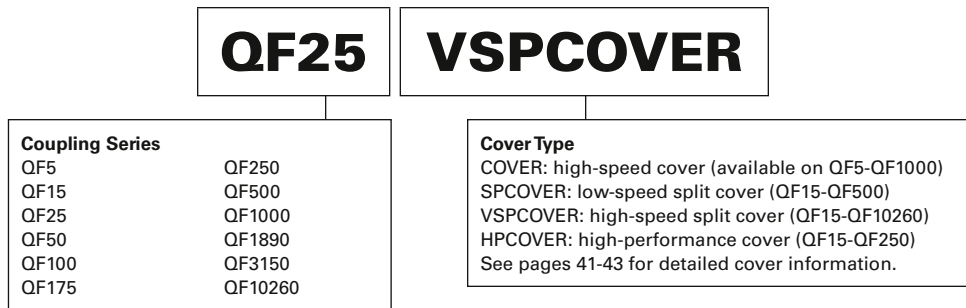 QF25 VSPCOVER
Coupling Series
QF5 QF250
QF15 QF500
QF25 QF1000
QF50 QF1890
QF100 QF3150
QF175 QF10260
Cover Type
COVER: high-speed cover (available on QF5-QF1000)
SPCOVER: low-speed split cover (QF15-QF500)
VSPCOVER: high-speed split cover (QF15-QF10260)
HPCOVER: high-performance cover (QF15-QF250)
See pages 41-43 for detailed cover information.